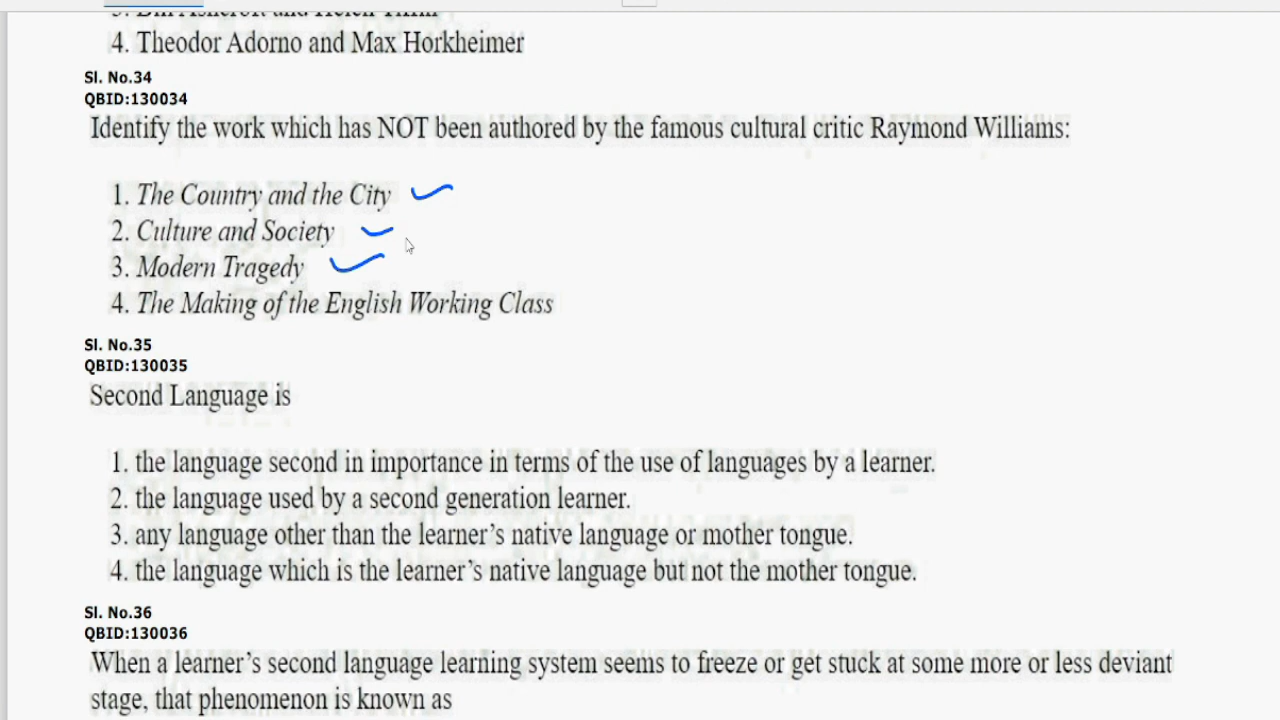 4. Theodor Adorno and Max Horkheimer
Sl. No.34
QBID:130034
Identify the work which has NOT been authored by the famous cultural critic Raymond Williams:
1. The Country and the City
2. Culture and Society
3. Modern Tragedy
4. The Making of the English Working Class
Sl. No.35
QBID:130035
Second Language is
1. the language second in importance in terms of the use of languages by a learner.
2. the language used by a second generation learner.
3. any language other than the learner's native language or mother tongue.
4. the language which is the learner's native language but not the mother tongue.
Sl. No.36
QBID:130036
When a learner's second language learning system seems to freeze or get stuck at some more or less deviant
stage, that phenomenon is known as